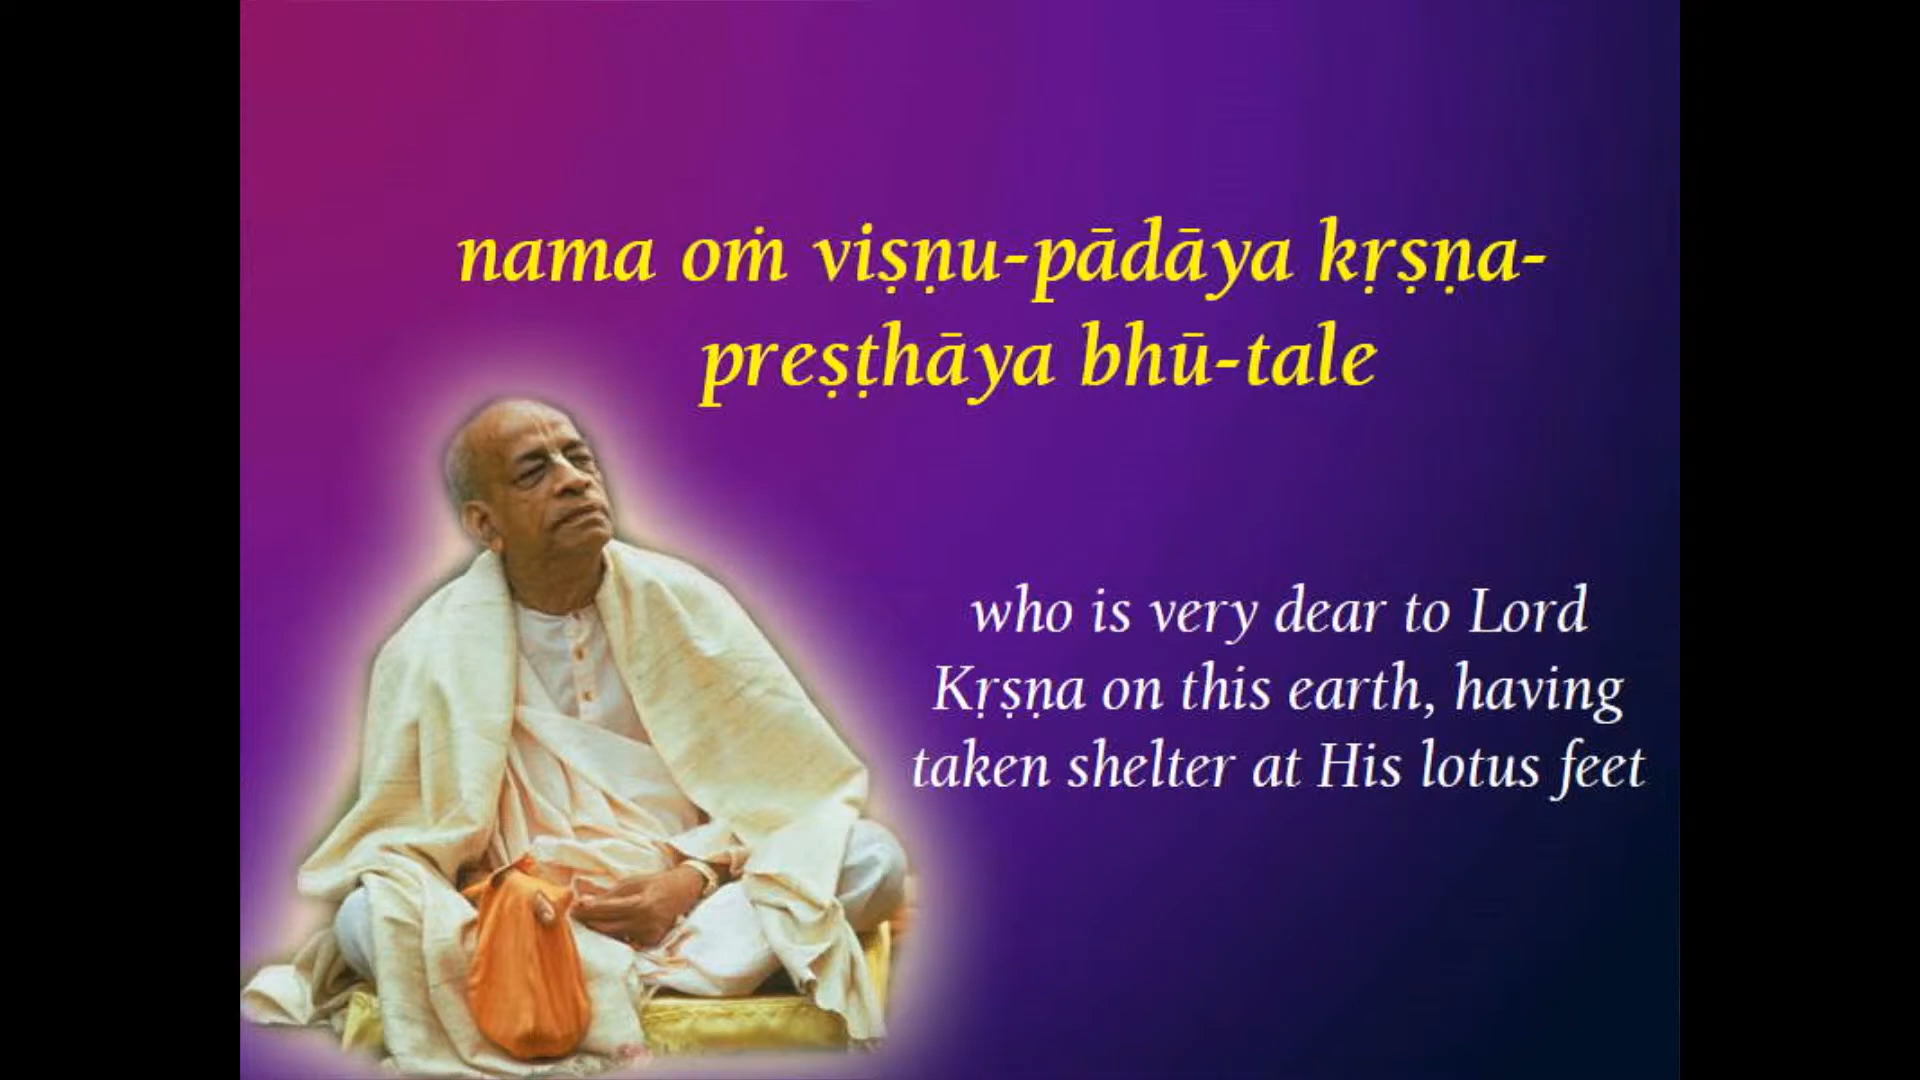 nama oṁ viṣṇu-pādāya kṛṣṇa-
preṣṭhāya bhū-tale
who is very dear to Lord
Kṛṣṇa on this earth, having
taken shelter at His lotus feet